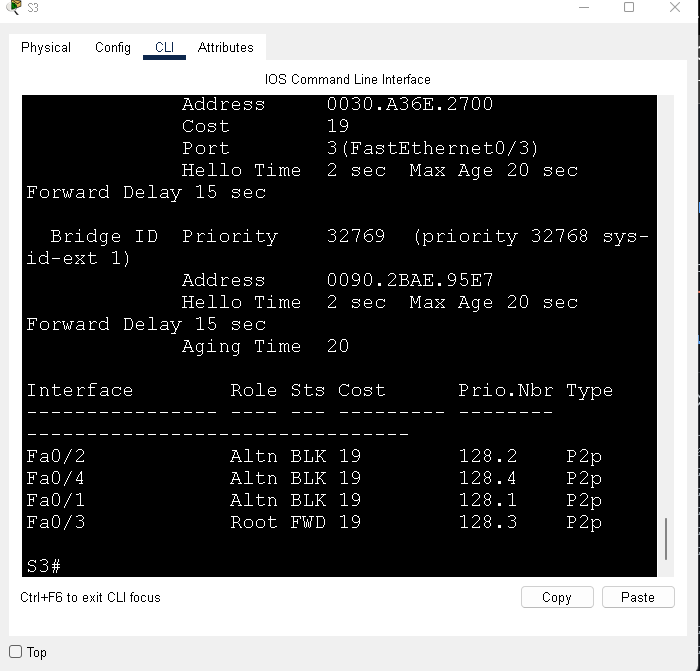 S3
Physical Config CLI Attributes
IOS Command Line Interface
Address 0030.A36E.2700
Cost 19
Port 3(FastEthernet0/3)
Hello Time 2 sec Max Age 20 sec
Forward Delay 15 sec
Bridge ID Priority 32769 (priority 32768 sys-
id-ext 1)
Address 0090.2BAE.95E7
Hello Time 2 sec Max Age 20 sec
Forward Delay 15 sec
Aging Time 20
Interface Role Sts Cost Prio.Nbr Type
---------------- ---- --- --------- --------
--------------------------------
Fa0/2 Altn BLK 19 128.2 P2p
Fa0/4 Altn BLK 19 128.4 P2p
Fa0/1 Altn BLK 19 128.1 P2p
Fa0/3 Root FWD 19 128.3 P2p
S3#
Ctrl+F6 to exit CLI focus
Copy Paste
Top